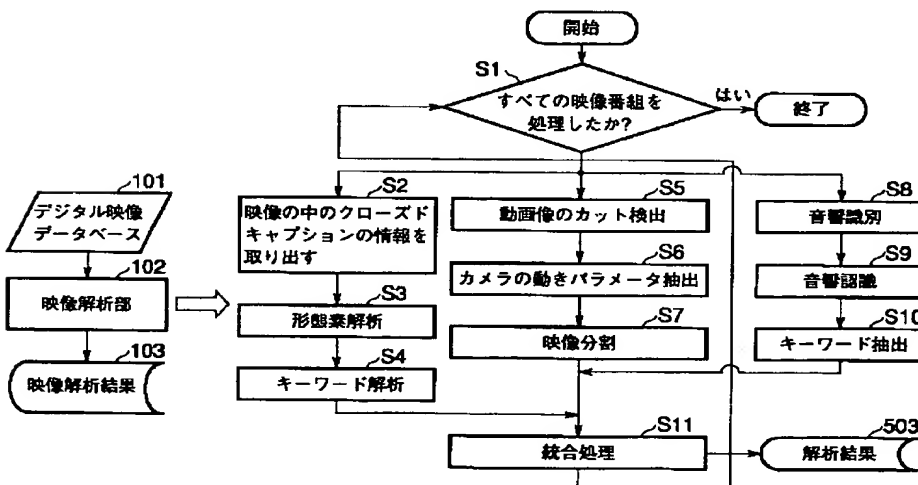 開始
S1
すべての映像番組を
処理したか?
はい
終了
101
デジタル映像
データベース
102
映像解析部
103
映像解析結果
S2
映像の中のクローズド
キャプションの情報を
取り出す
S3
形態素解析
S4
キーワード解析
S5
動画像のカット検出
S6
カメラの動きパラメータ抽出
S7
映像分割
S8
音響識別
S9
音響認識
S10
キーワード抽出
S11
統合処理
503
解析結果